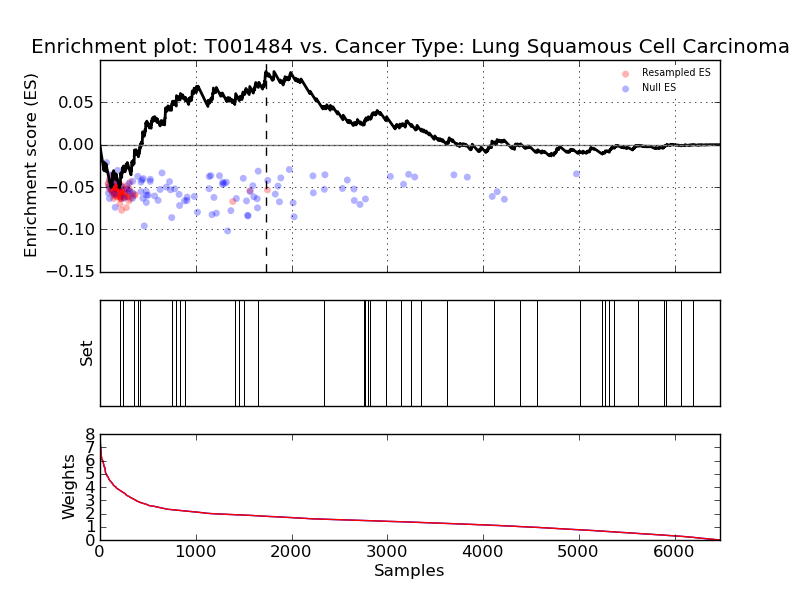 Enrichment plot: T001484 vs. Cancer Type: Lung Squamous Cell Carcinoma
Enrichment score (ES)
0.05
0.00
−0.05
−0.10
−0.15
Resampled ES
Null ES
Set
Weights
8
7
6
5
4
3
2
1
0
0 1000 2000 3000 4000 5000 6000
Samples